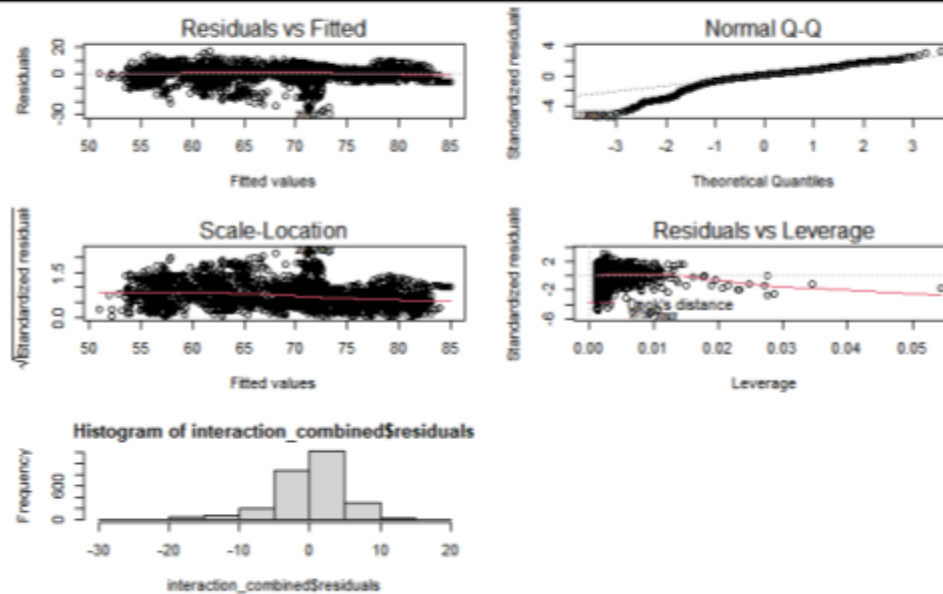 Residuals vs Fitted
Residuals
-30 0 20
50 55 60 65 70 75 80 85
Fitted values
Normal Q-Q
Standardized residuals
-4 0 4
-3 -2 -1 0 1 2 3
Theoretical Quantiles
Scale-Location
√Standardized residuals
0.0 1.5
50 55 60 65 70 75 80 85
Fitted values
Residuals vs Leverage
Standardized residuals
-6 -2 2
Cook's distance
0.00 0.01 0.02 0.03 0.04 0.05
Leverage
Histogram of interaction_combined$residuals
Frequency
0 600
-30 -20 -10 0 10 20
interaction_combined$residuals